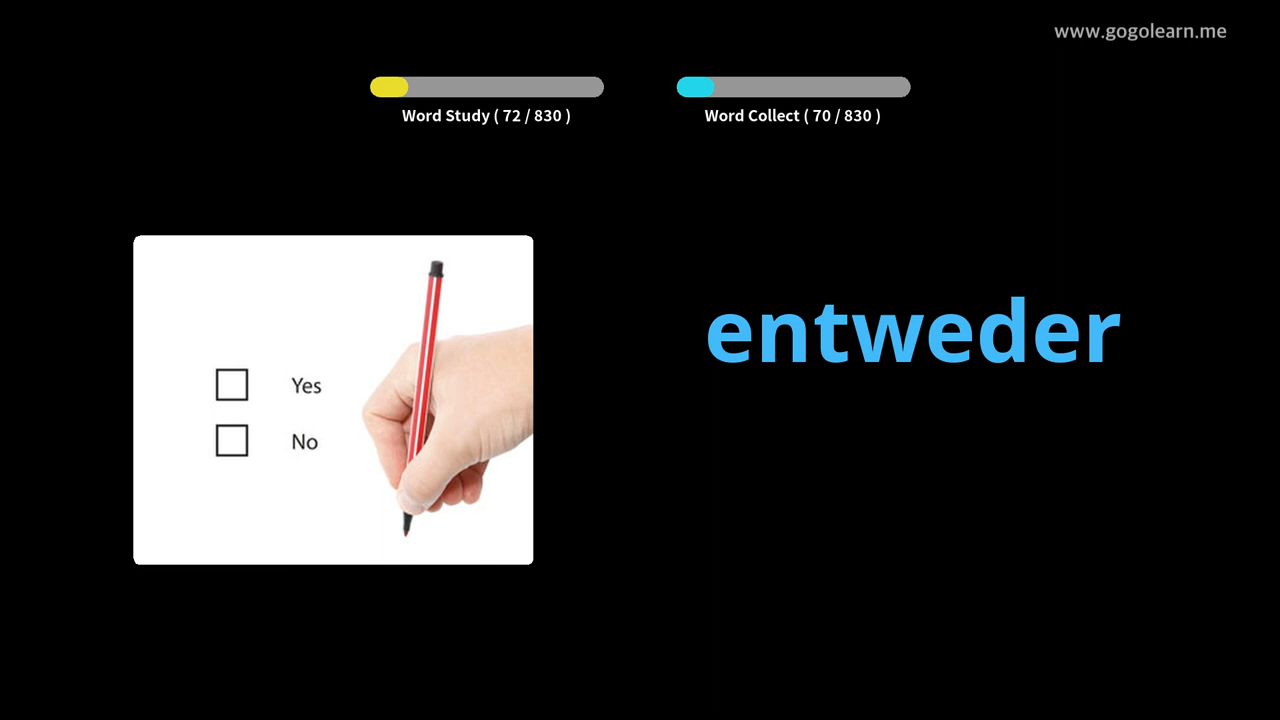 www.gogolearn.me
Word Study ( 72 / 830 )
Word Collect ( 70 / 830 )
Yes
No
entweder